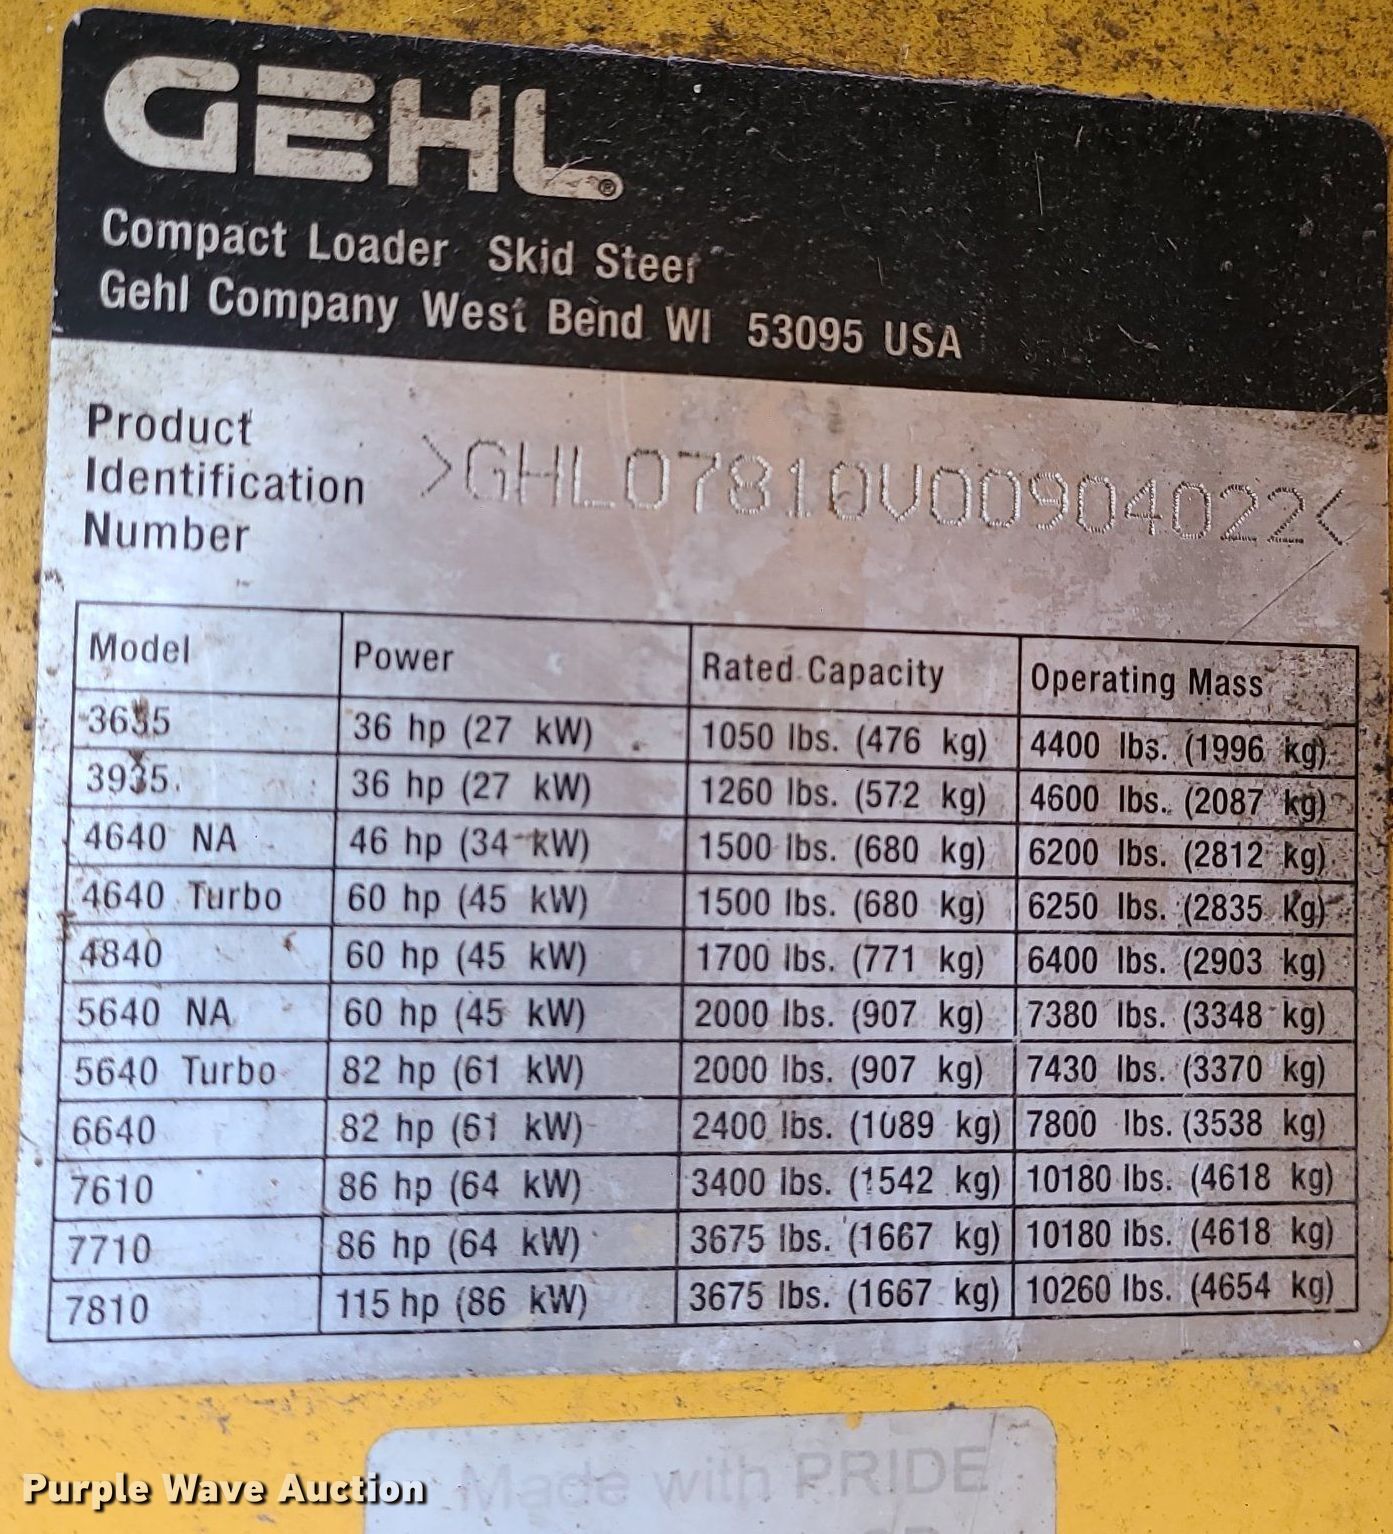 GEHL®
Compact Loader Skid Steer
Gehl Company West Bend WI 53095 USA
Product
Identification
Number
>GHL07810V00904022<
Model Power Rated Capacity Operating Mass
3635 36 hp (27 kW) 1050 lbs. (476 kg) 4400 lbs. (1996 kg)
3935 36 hp (27 kW) 1260 lbs. (572 kg) 4600 lbs. (2087 kg)
4640 NA 46 hp (34 kW) 1500 lbs. (680 kg) 6200 lbs. (2812 kg)
4640 Turbo 60 hp (45 kW) 1500 lbs. (680 kg) 6250 lbs. (2835 Kg)
4840 60 hp (45 kW) 1700 lbs. (771 kg) 6400 lbs. (2903 kg)
5640 NA 60 hp (45 kW) 2000 lbs. (907 kg) 7380 lbs. (3348 kg)
5640 Turbo 82 hp (61 kW) 2000 lbs. (907 kg) 7430 lbs. (3370 kg)
6640 82 hp (61 kW) 2400 lbs. (1089 kg) 7800 lbs. (3538 kg)
7610 86 hp (64 kW) 3400 lbs. (1542 kg) 10180 lbs. (4618 kg)
7710 86 hp (64 kW) 3675 lbs. (1667 kg) 10180 lbs. (4618 kg)
7810 115 hp (86 kW) 3675 lbs. (1667 kg) 10260 lbs. (4654 kg)
Made with PRIDE
Purple Wave Auction